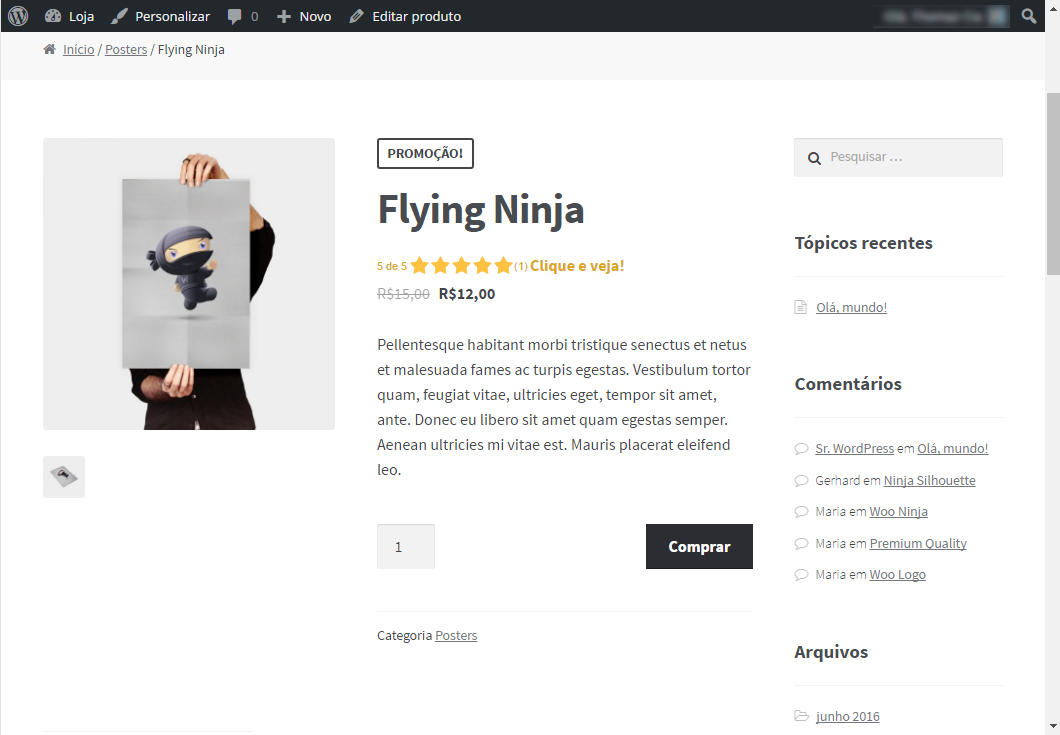 Loja Personalizar 0 Novo Editar produto
Início / Posters / Flying Ninja
PROMOÇÃO!
Flying Ninja
5 de 5 (1) Clique e veja!
R$15,00 R$12,00
Pellentesque habitant morbi tristique senectus et netus
et malesuada fames ac turpis egestas. Vestibulum tortor
quam, feugiat vitae, ultricies eget, tempor sit amet,
ante. Donec eu libero sit amet quam egestas semper.
Aenean ultricies mi vitae est. Mauris placerat eleifend
leo.
1
Comprar
Categoria Posters
Pesquisar …
Tópicos recentes
Olá, mundo!
Comentários
Sr. WordPress em Olá, mundo!
Gerhard em Ninja Silhouette
Maria em Woo Ninja
Maria em Premium Quality
Maria em Woo Logo
Arquivos
junho 2016